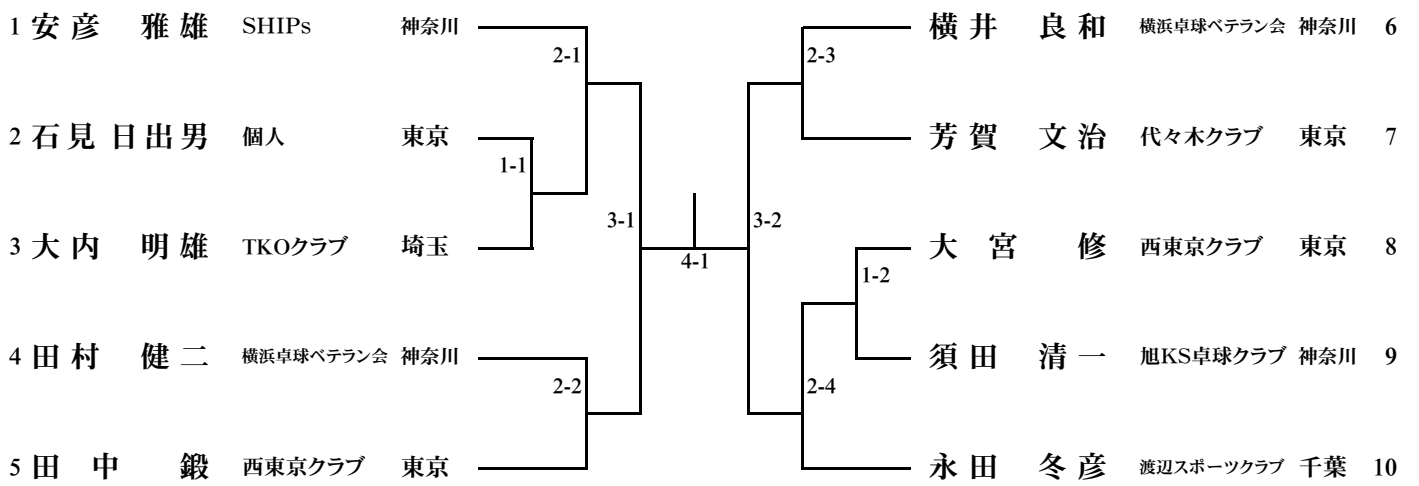 1 安彦 雅雄 SHIPs 神奈川
2-1
2 石見 日出男 個人 東京
1-1
3 大内 明雄 TKOクラブ 埼玉
3-1
4 田村 健二 横浜卓球ベテラン会 神奈川
2-2
5 田中 鍛 西東京クラブ 東京
4-1
横井 良和 横浜卓球ベテラン会 神奈川 6
2-3
芳賀 文治 代々木クラブ 東京 7
3-2
大宮 修 西東京クラブ 東京 8
1-2
須田 清一 旭KS卓球クラブ 神奈川 9
2-4
永田 冬彦 渡辺スポーツクラブ 千葉 10